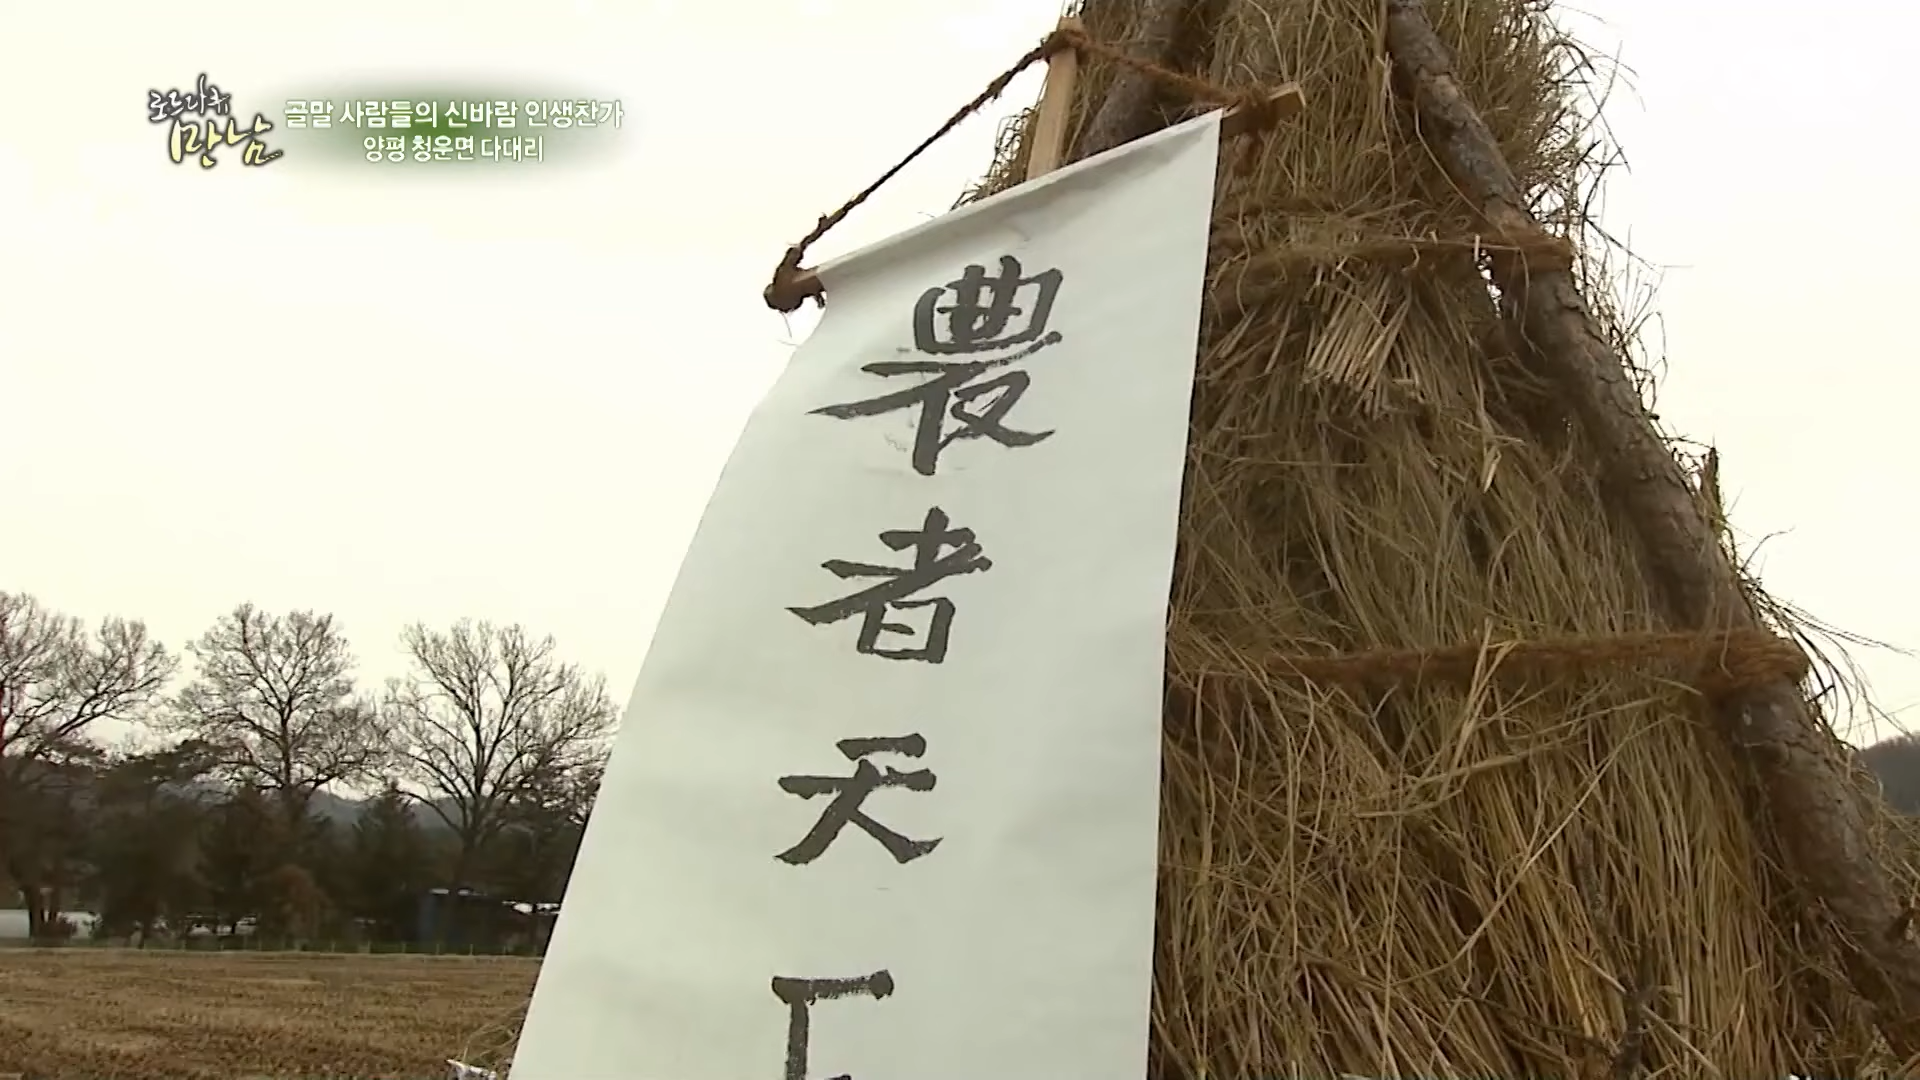 로드다큐
만남
골말 사람들의 신바람 인생찬가
양평 청운면 다대리
農
者
天
下